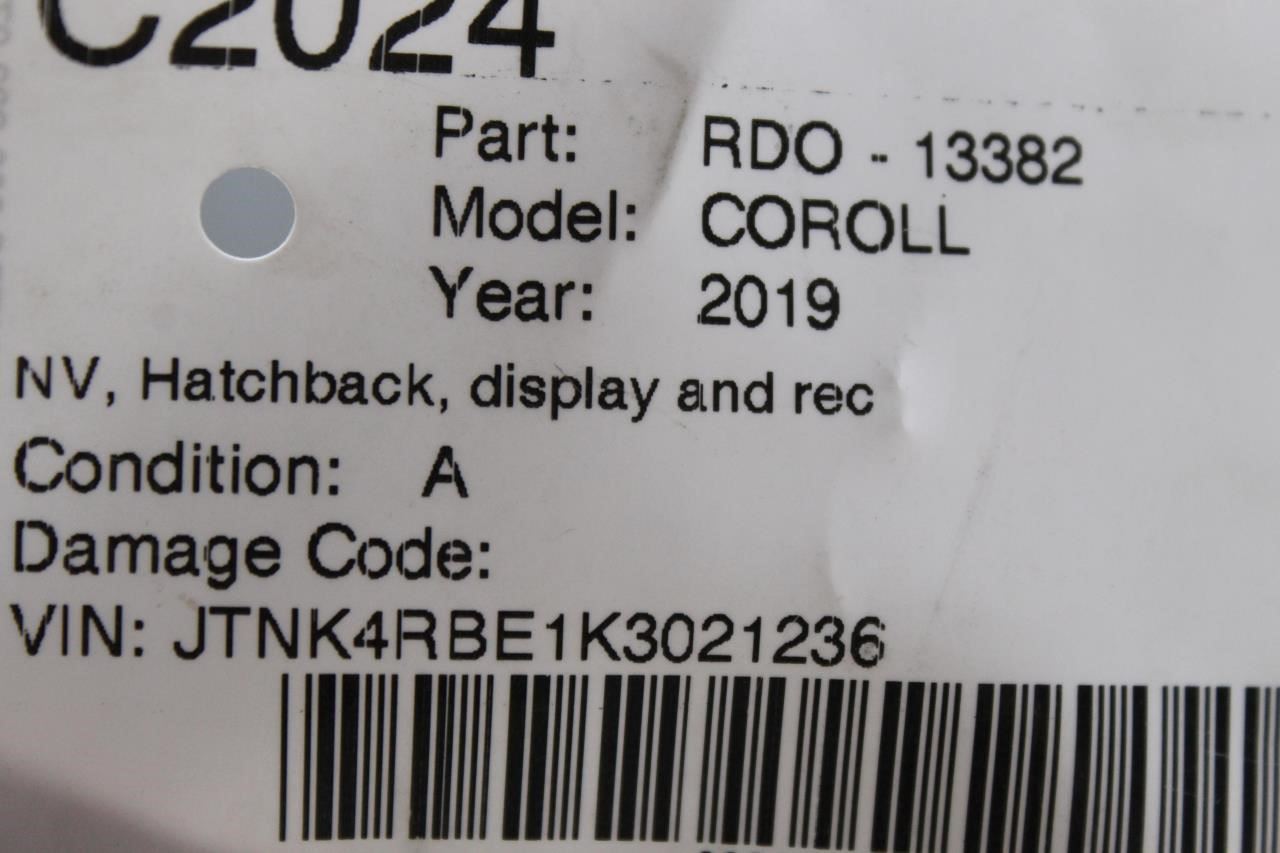 C2024
Part: RDO - 13382
Model: COROLL
Year: 2019
NV, Hatchback, display and rec
Condition: A
Damage Code:
VIN: JTNK4RBE1K3021236